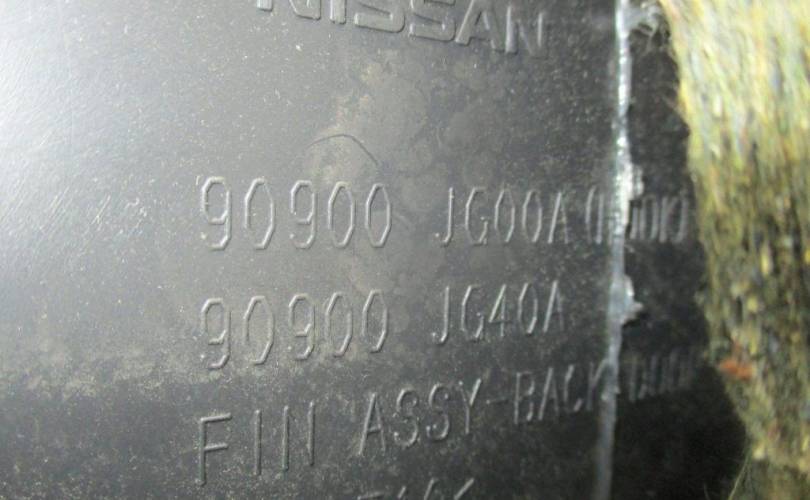 NISSAN
90900 JG00A
90900 JG40A
FIN ASSY-BACK